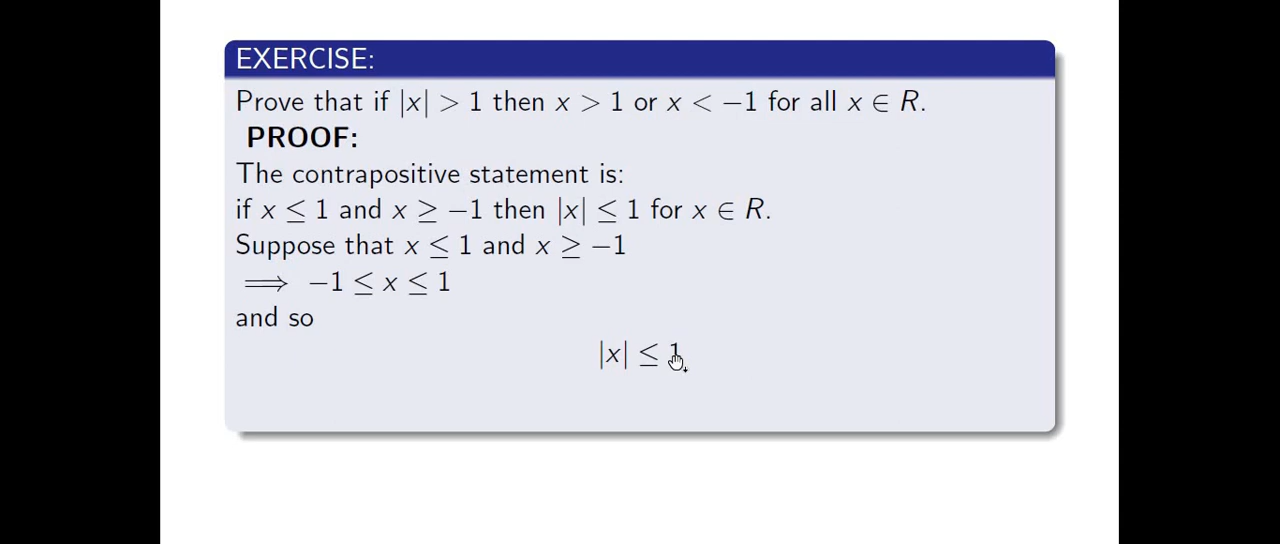 EXERCISE:
Prove that if |x| > 1 then x > 1 or x < −1 for all x ∈ R.
PROOF:
The contrapositive statement is:
if x ≤ 1 and x ≥ −1 then |x| ≤ 1 for x ∈ R.
Suppose that x ≤ 1 and x ≥ −1
⟹ −1 ≤ x ≤ 1
and so
|x| ≤ 1